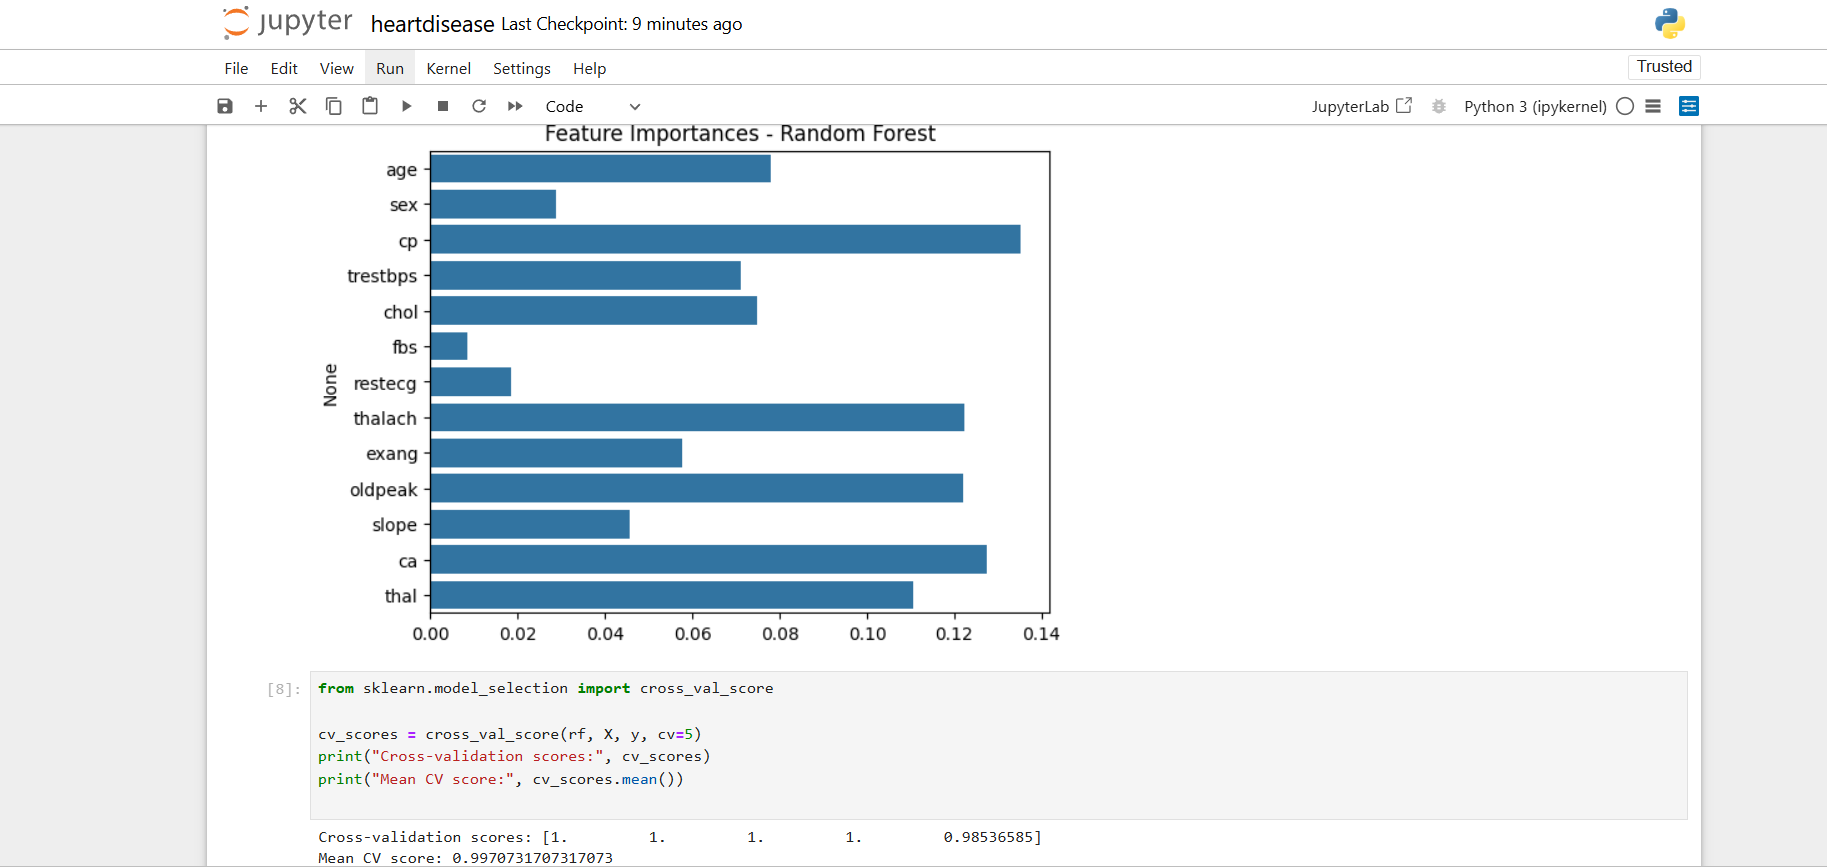 jupyter heartdisease Last Checkpoint: 9 minutes ago
File Edit View Run Kernel Settings Help Trusted
Code JupyterLab Python 3 (ipykernel)
Feature Importances - Random Forest
age
sex
cp
trestbps
chol
fbs
restecg
thalach
exang
oldpeak
slope
ca
thal
None
0.00 0.02 0.04 0.06 0.08 0.10 0.12 0.14
[8]: from sklearn.model_selection import cross_val_score
cv_scores = cross_val_score(rf, X, y, cv=5)
print("Cross-validation scores:", cv_scores)
print("Mean CV score:", cv_scores.mean())
Cross-validation scores: [1. 1. 1. 1. 0.98536585]
Mean CV score: 0.9970731707317073